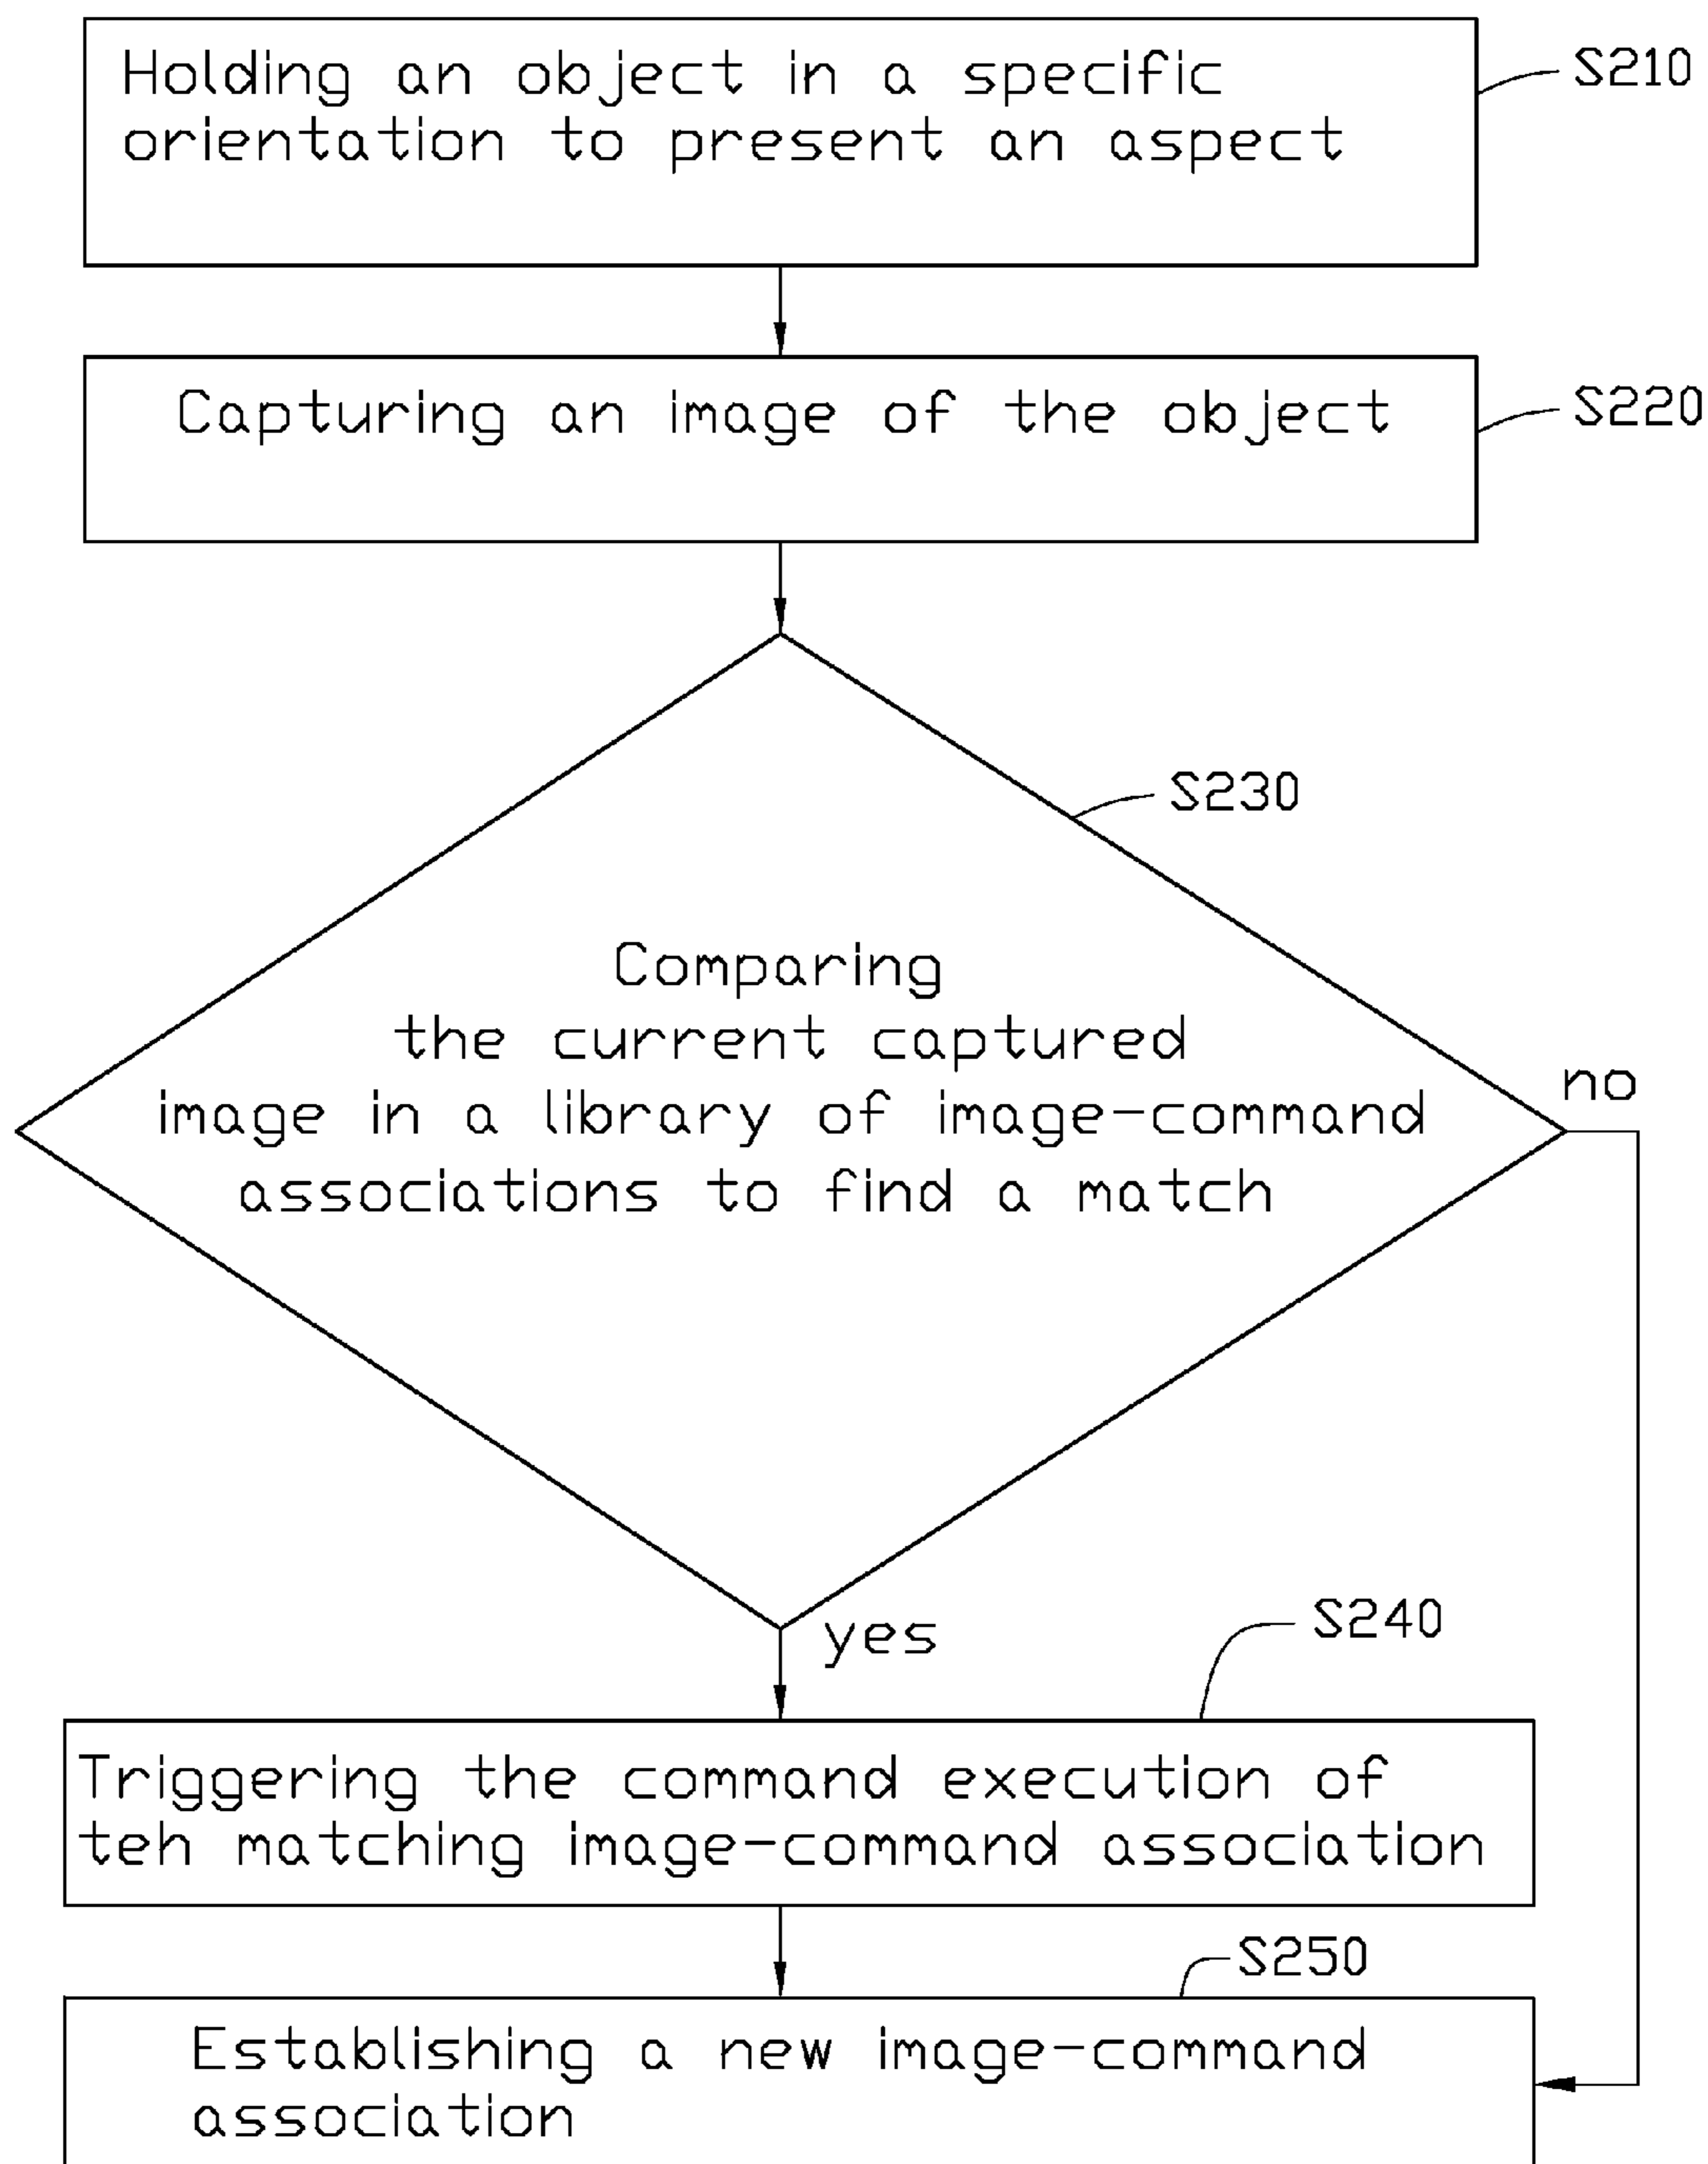 Holding an object in a specific
orientation to present an aspect
S210
Capturing an image of the object
S220
S230
Comparing
the current captured
image in a library of image-command
associations to find a match
no
yes
S240
Triggering the command execution of
teh matching image-command association
S250
Establishing a new image-command
association